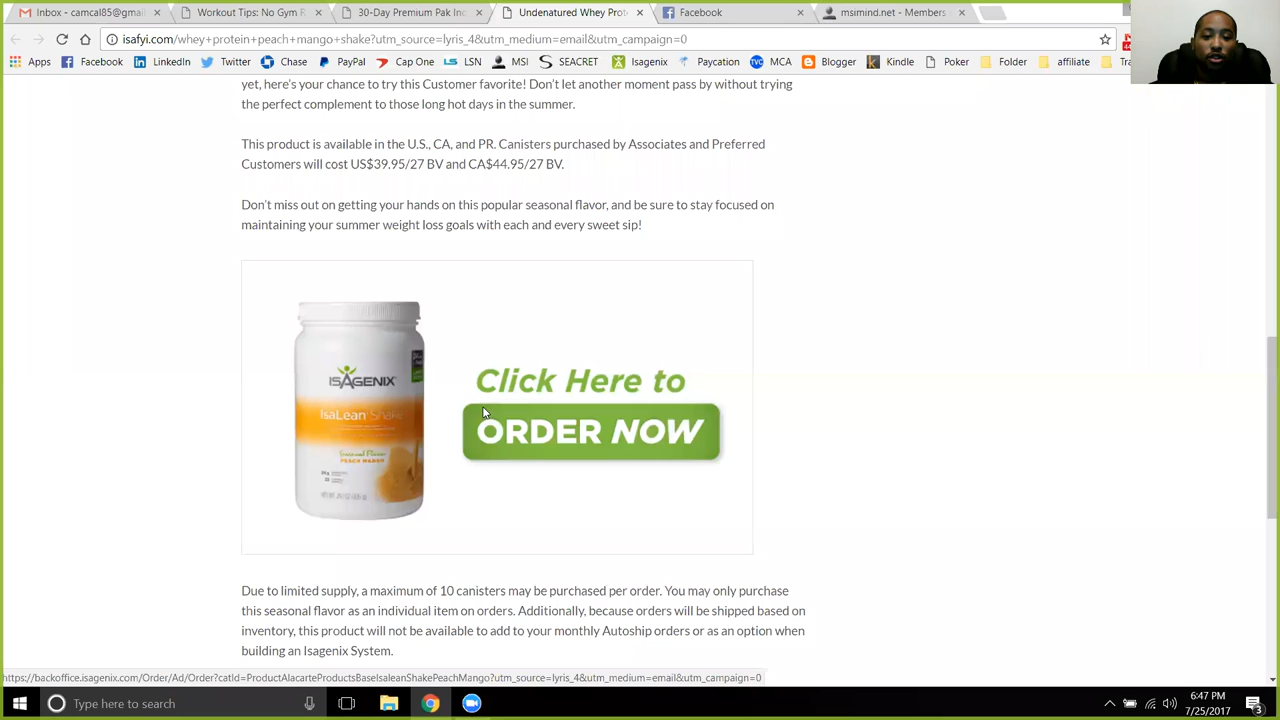 Inbox - camcal85@gmai
Workout Tips: No Gym R
30-Day Premium Pak Inc
Undenatured Whey Prot
Facebook
msimind.net - Members
isafyi.com/whey+protein+peach+mango+shake?utm_source=lyris_4&utm_medium=email&utm_campaign=0
Apps
Facebook
LinkedIn
Twitter
Chase
PayPal
Cap One
LSN
MSI
SEACRET
Isagenix
Paycation
MCA
Blogger
Kindle
Poker
Folder
affiliate
Tra
yet, here's your chance to try this Customer favorite! Don't let another moment pass by without trying
the perfect complement to those long hot days in the summer.
This product is available in the U.S., CA, and PR. Canisters purchased by Associates and Preferred
Customers will cost US$39.95/27 BV and CA$44.95/27 BV.
Don't miss out on getting your hands on this popular seasonal flavor, and be sure to stay focused on
maintaining your summer weight loss goals with each and every sweet sip!
ISAGENIX
IsaLean Shake
Seasonal Flavor
PEACH MANGO
Click Here to
ORDER NOW
Due to limited supply, a maximum of 10 canisters may be purchased per order. You may only purchase
this seasonal flavor as an individual item on orders. Additionally, because orders will be shipped based on
inventory, this product will not be available to add to your monthly Autoship orders or as an option when
building an Isagenix System.
https://backoffice.isagenix.com/Order/Ad/Order?catId=ProductAlacarteProductsBaseIsaleanShakePeachMango?utm_source=lyris_4&utm_medium=email&utm_campaign=0
Type here to search
6:47 PM
7/25/2017
3